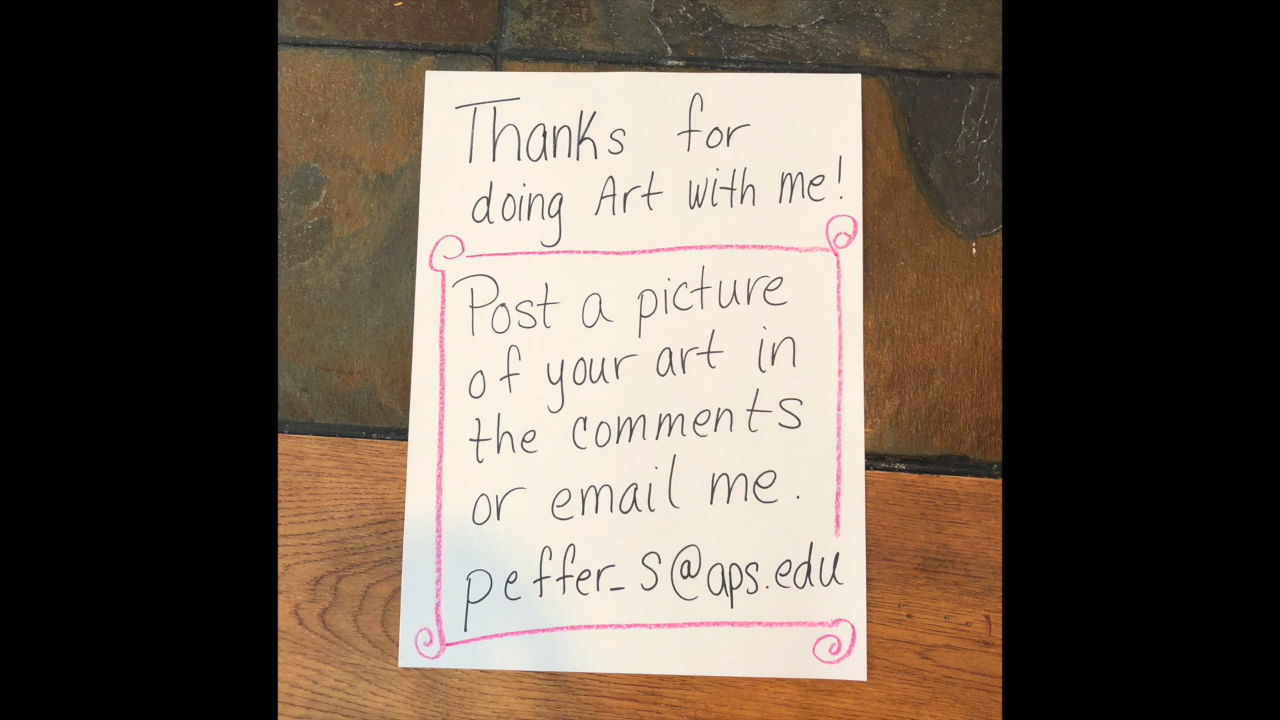 Thanks for
doing Art with me!
Post a picture
of your art in
the comments
or email me.
peffer_s@aps.edu